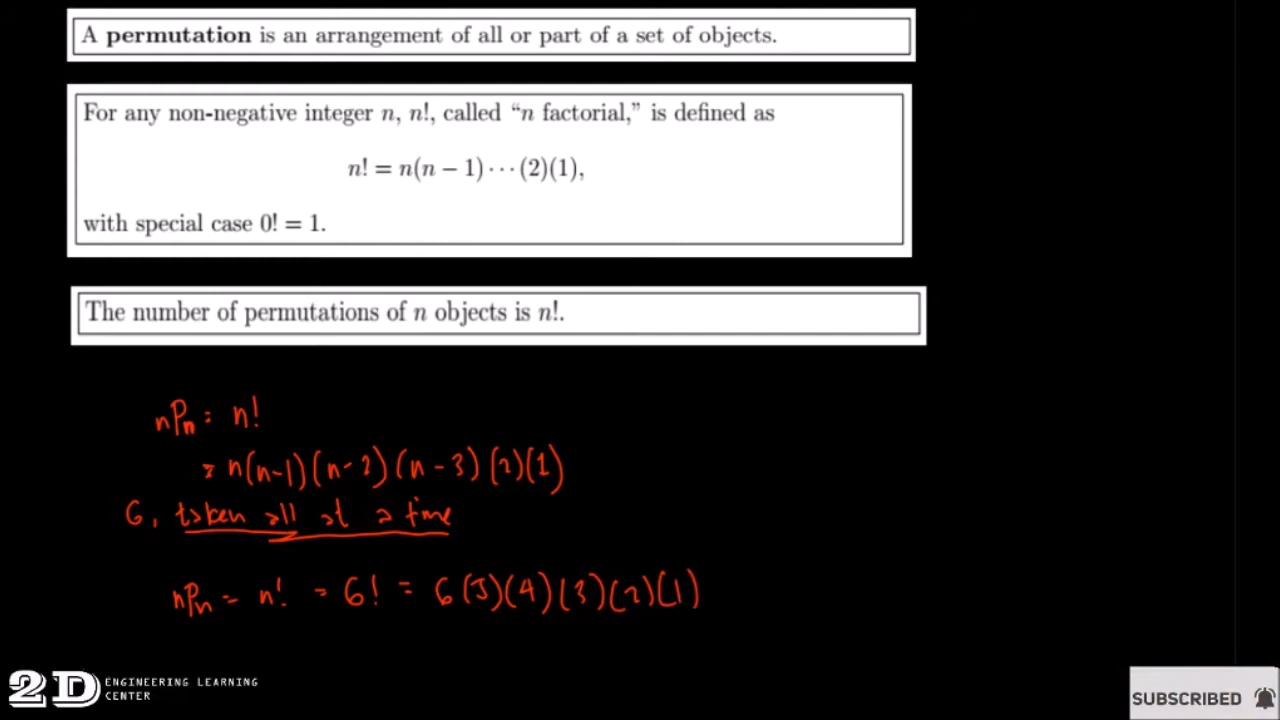 A permutation is an arrangement of all or part of a set of objects.
For any non-negative integer n, n!, called “n factorial,” is defined as
n! = n(n − 1) · · · (2)(1),
with special case 0! = 1.
The number of permutations of n objects is n!.
nPn = n!
= n(n-1)(n-2)(n-3)(2)(1)
6, taken all at a time
nPn = n! = 6! = 6(5)(4)(3)(2)(1)
2D ENGINEERING LEARNING
CENTER
SUBSCRIBED